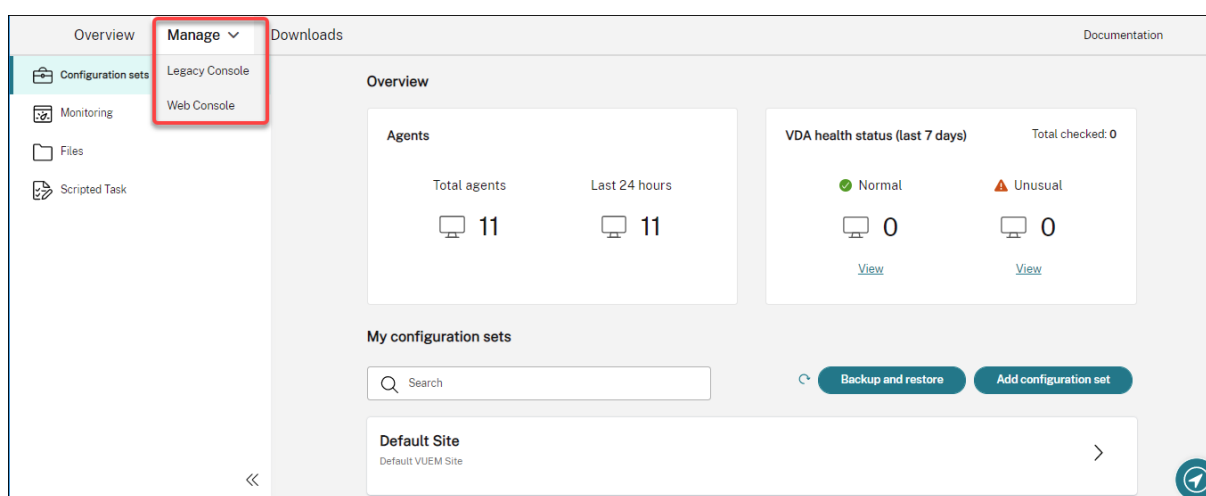 Overview Manage Downloads Documentation
Configuration sets
Monitoring
Files
Scripted Task
Legacy Console
Web Console
Overview
Agents
Total agents Last 24 hours
11 11
VDA health status (last 7 days) Total checked: 0
Normal Unusual
0 0
View View
My configuration sets
Search
Backup and restore Add configuration set
Default Site
Default VUEM Site